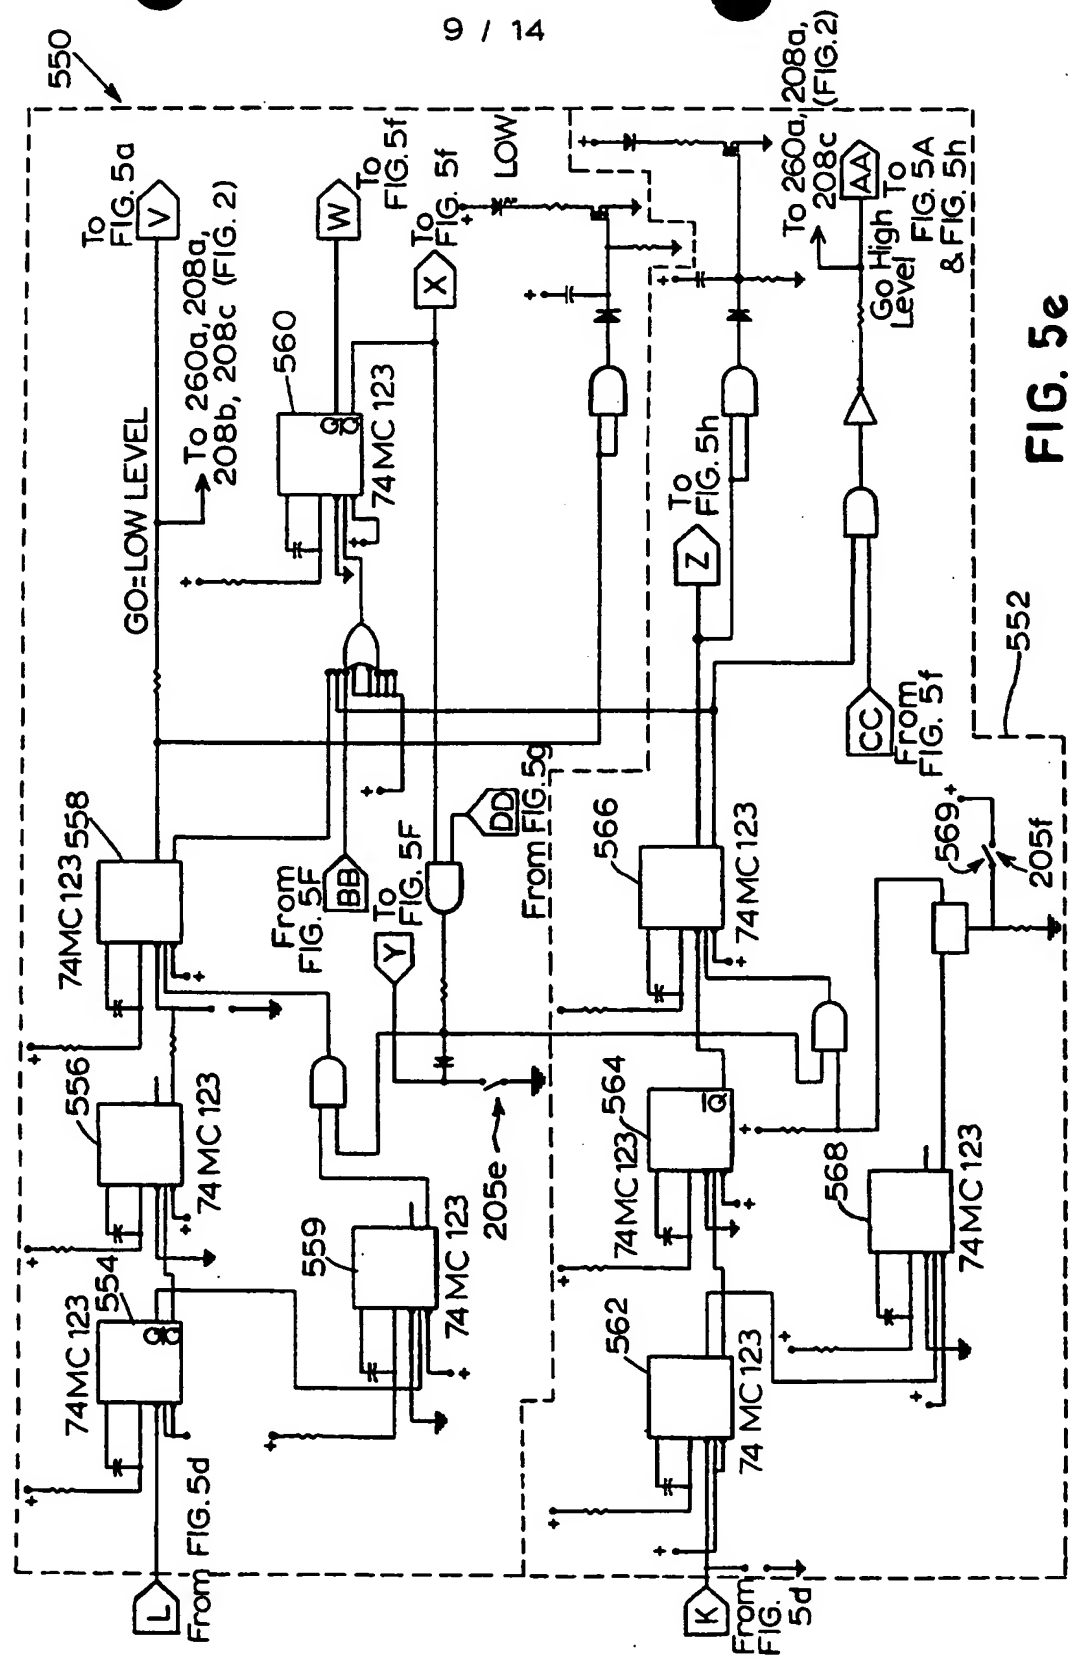 9 / 14
550
To
FIG. 5a
V
To 260a, 208a,
208b, 208c (FIG. 2)
GO=LOW LEVEL
W
To
FIG. 5f
560
Q
Q
74MC123
X
To
FIG. 5f
LOW
74MC123
558
74MC123
556
74MC123
554
Q
Q
L
From FIG. 5d
From
FIG. 5F
BB
To
FIG. 5F
Y
DD
From FIG. 5g
559
74MC123
205e
To 260a, 208a,
208c (FIG. 2)
AA
Go High
Level
To
FIG. 5A
& FIG. 5h
Z
To
FIG. 5h
CC
From
FIG. 5f
566
74MC123
564
74MC123
Q
562
74MC123
568
74MC123
569
205f
552
K
From
FIG.
5d
FIG. 5e